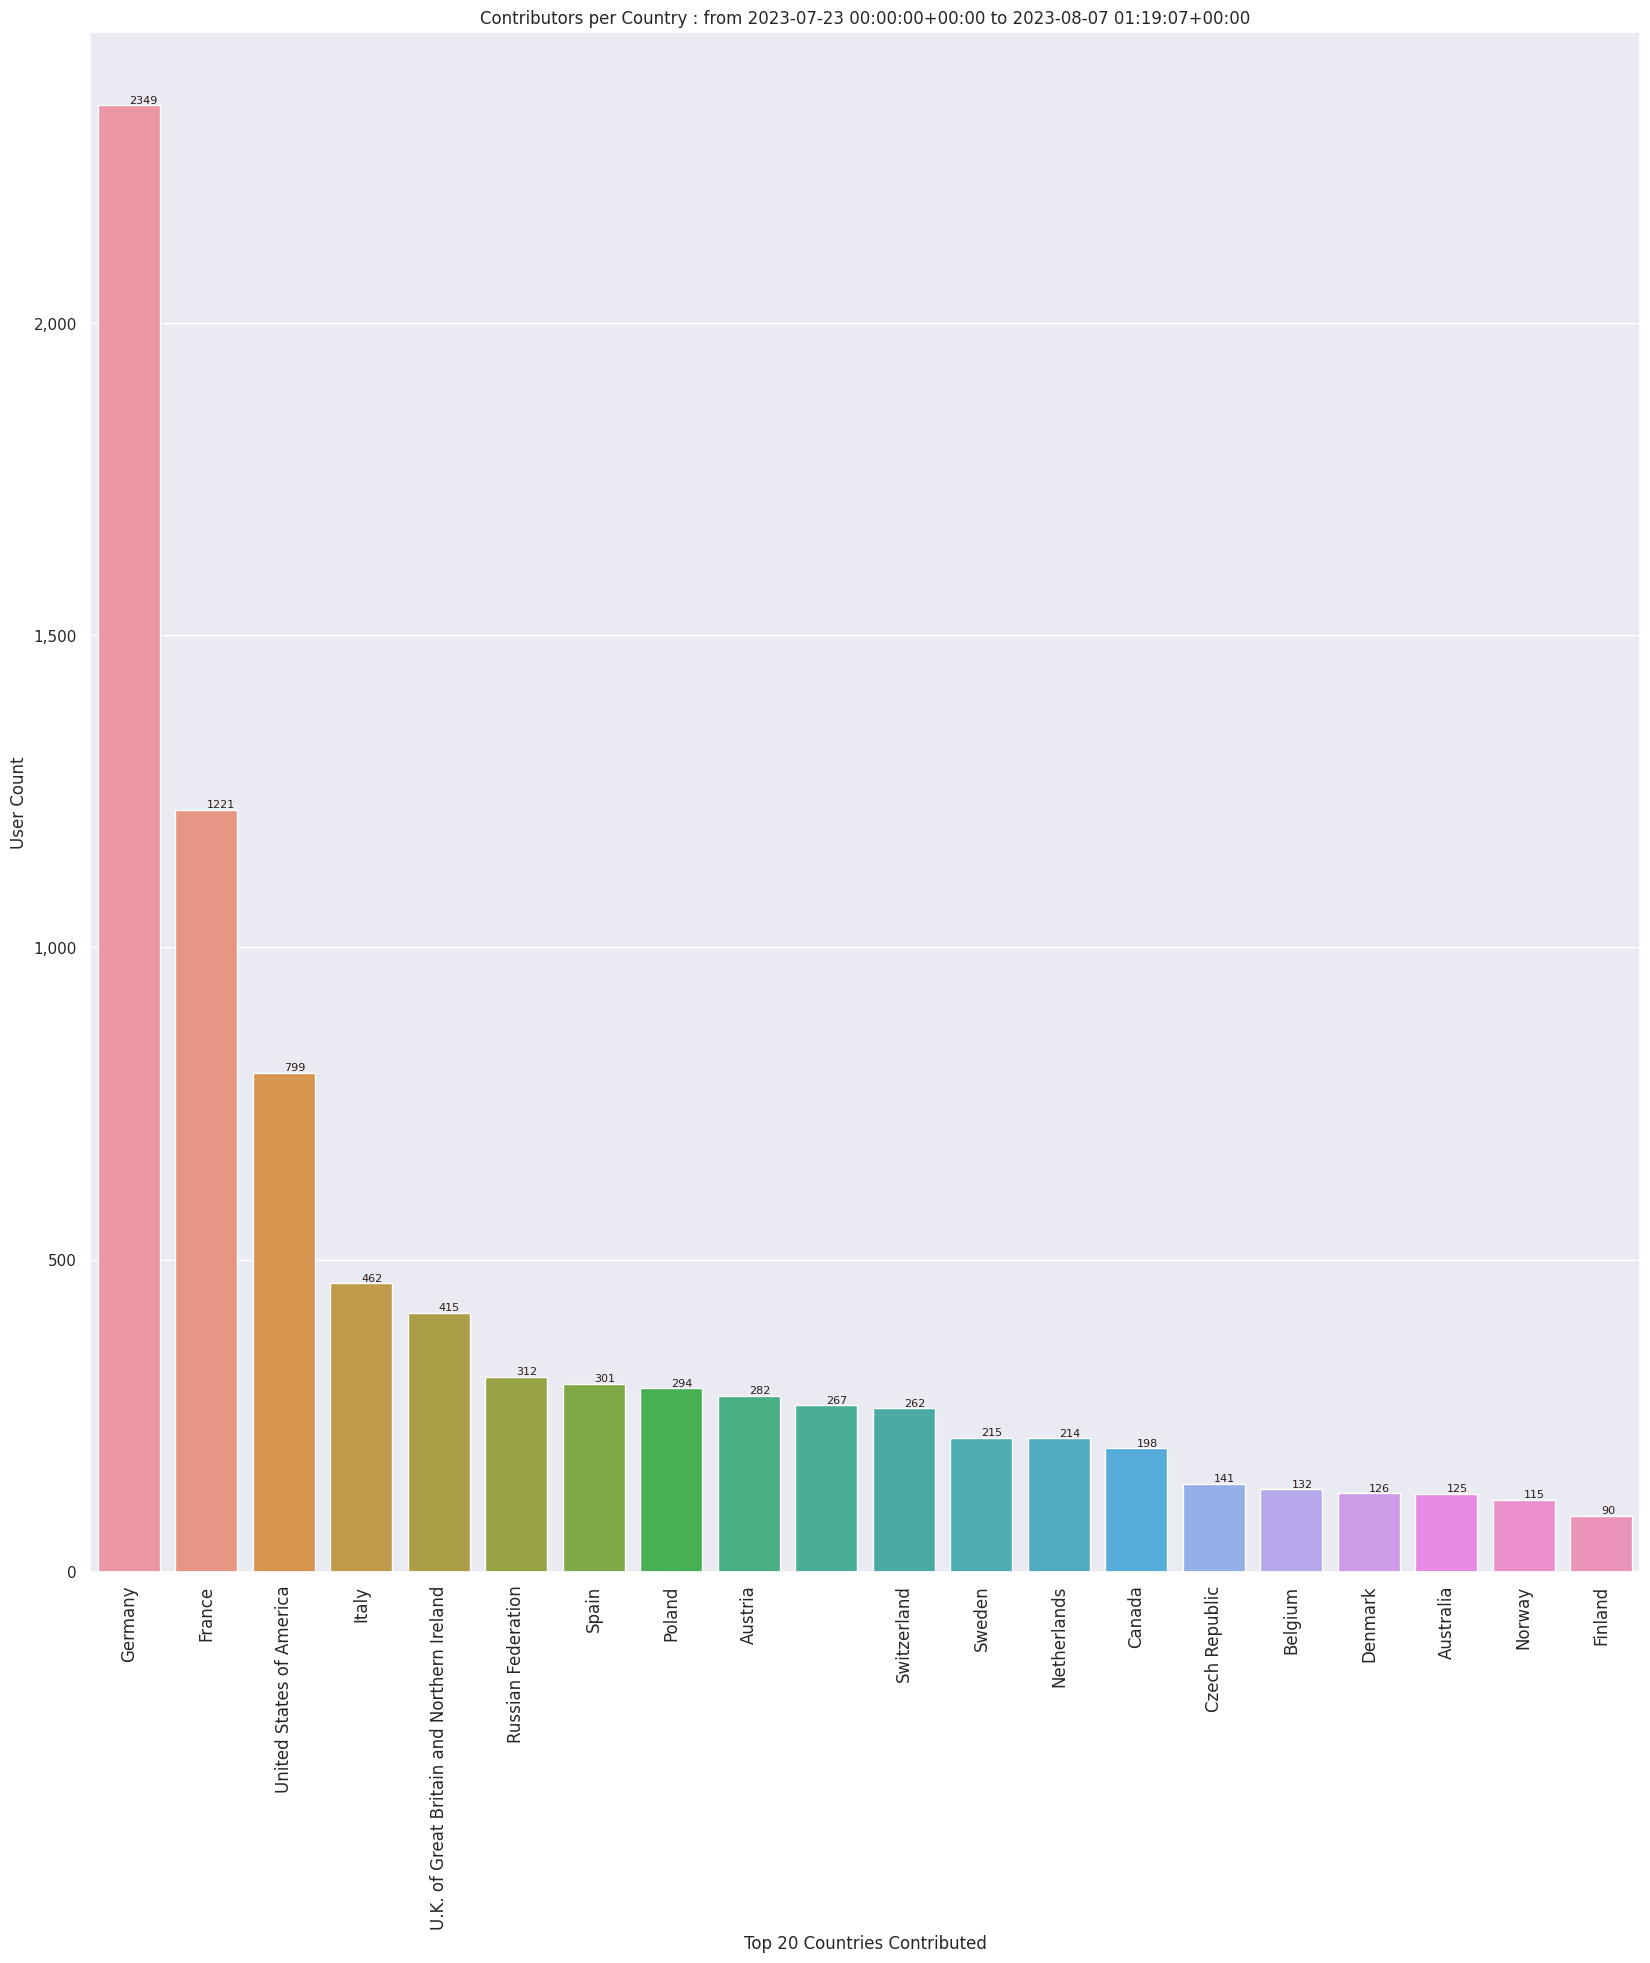 Contributors per Country : from 2023-07-23 00:00:00+00:00 to 2023-08-07 01:19:07+00:00
User Count
2,000
1,500
1,000
500
0
2349
1221
799
462
415
312
301
294
282
267
262
215
214
198
141
132
126
125
115
90
Germany
France
United States of America
Italy
U.K. of Great Britain and Northern Ireland
Russian Federation
Spain
Poland
Austria
Switzerland
Sweden
Netherlands
Canada
Czech Republic
Belgium
Denmark
Australia
Norway
Finland
Top 20 Countries Contributed